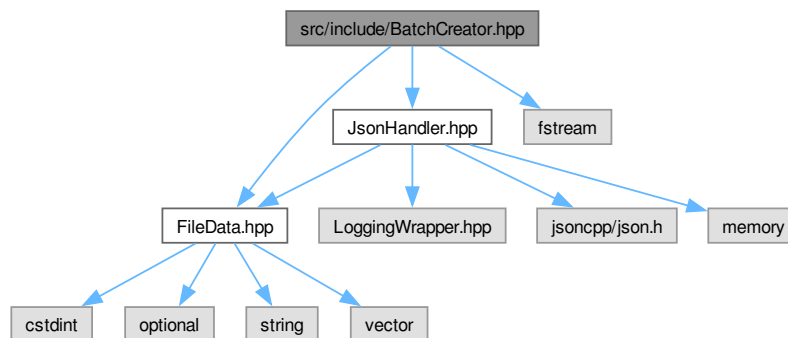 src/include/BatchCreator.hpp
JsonHandler.hpp
fstream
FileData.hpp
LoggingWrapper.hpp
jsoncpp/json.h
memory
cstdint
optional
string
vector